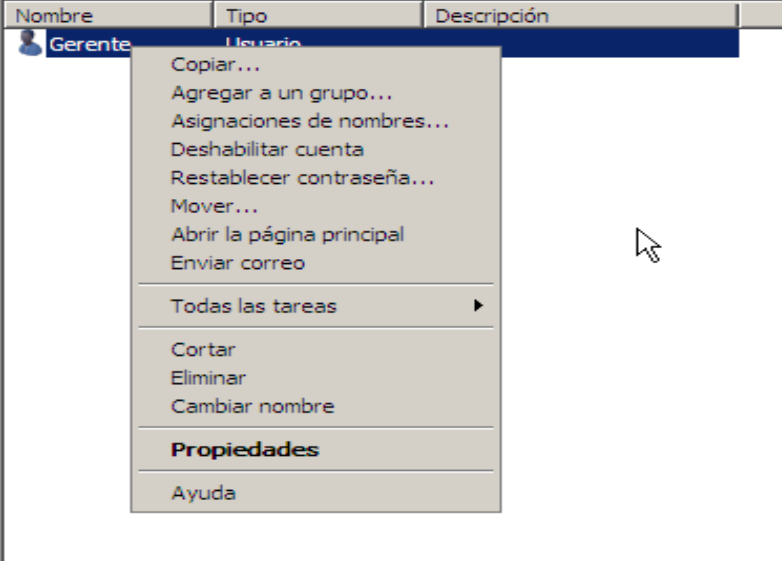 Nombre Tipo Descripción
Gerente Usuario
Copiar...
Agregar a un grupo...
Asignaciones de nombres...
Deshabilitar cuenta
Restablecer contraseña...
Mover...
Abrir la página principal
Enviar correo
Todas las tareas
Cortar
Eliminar
Cambiar nombre
Propiedades
Ayuda